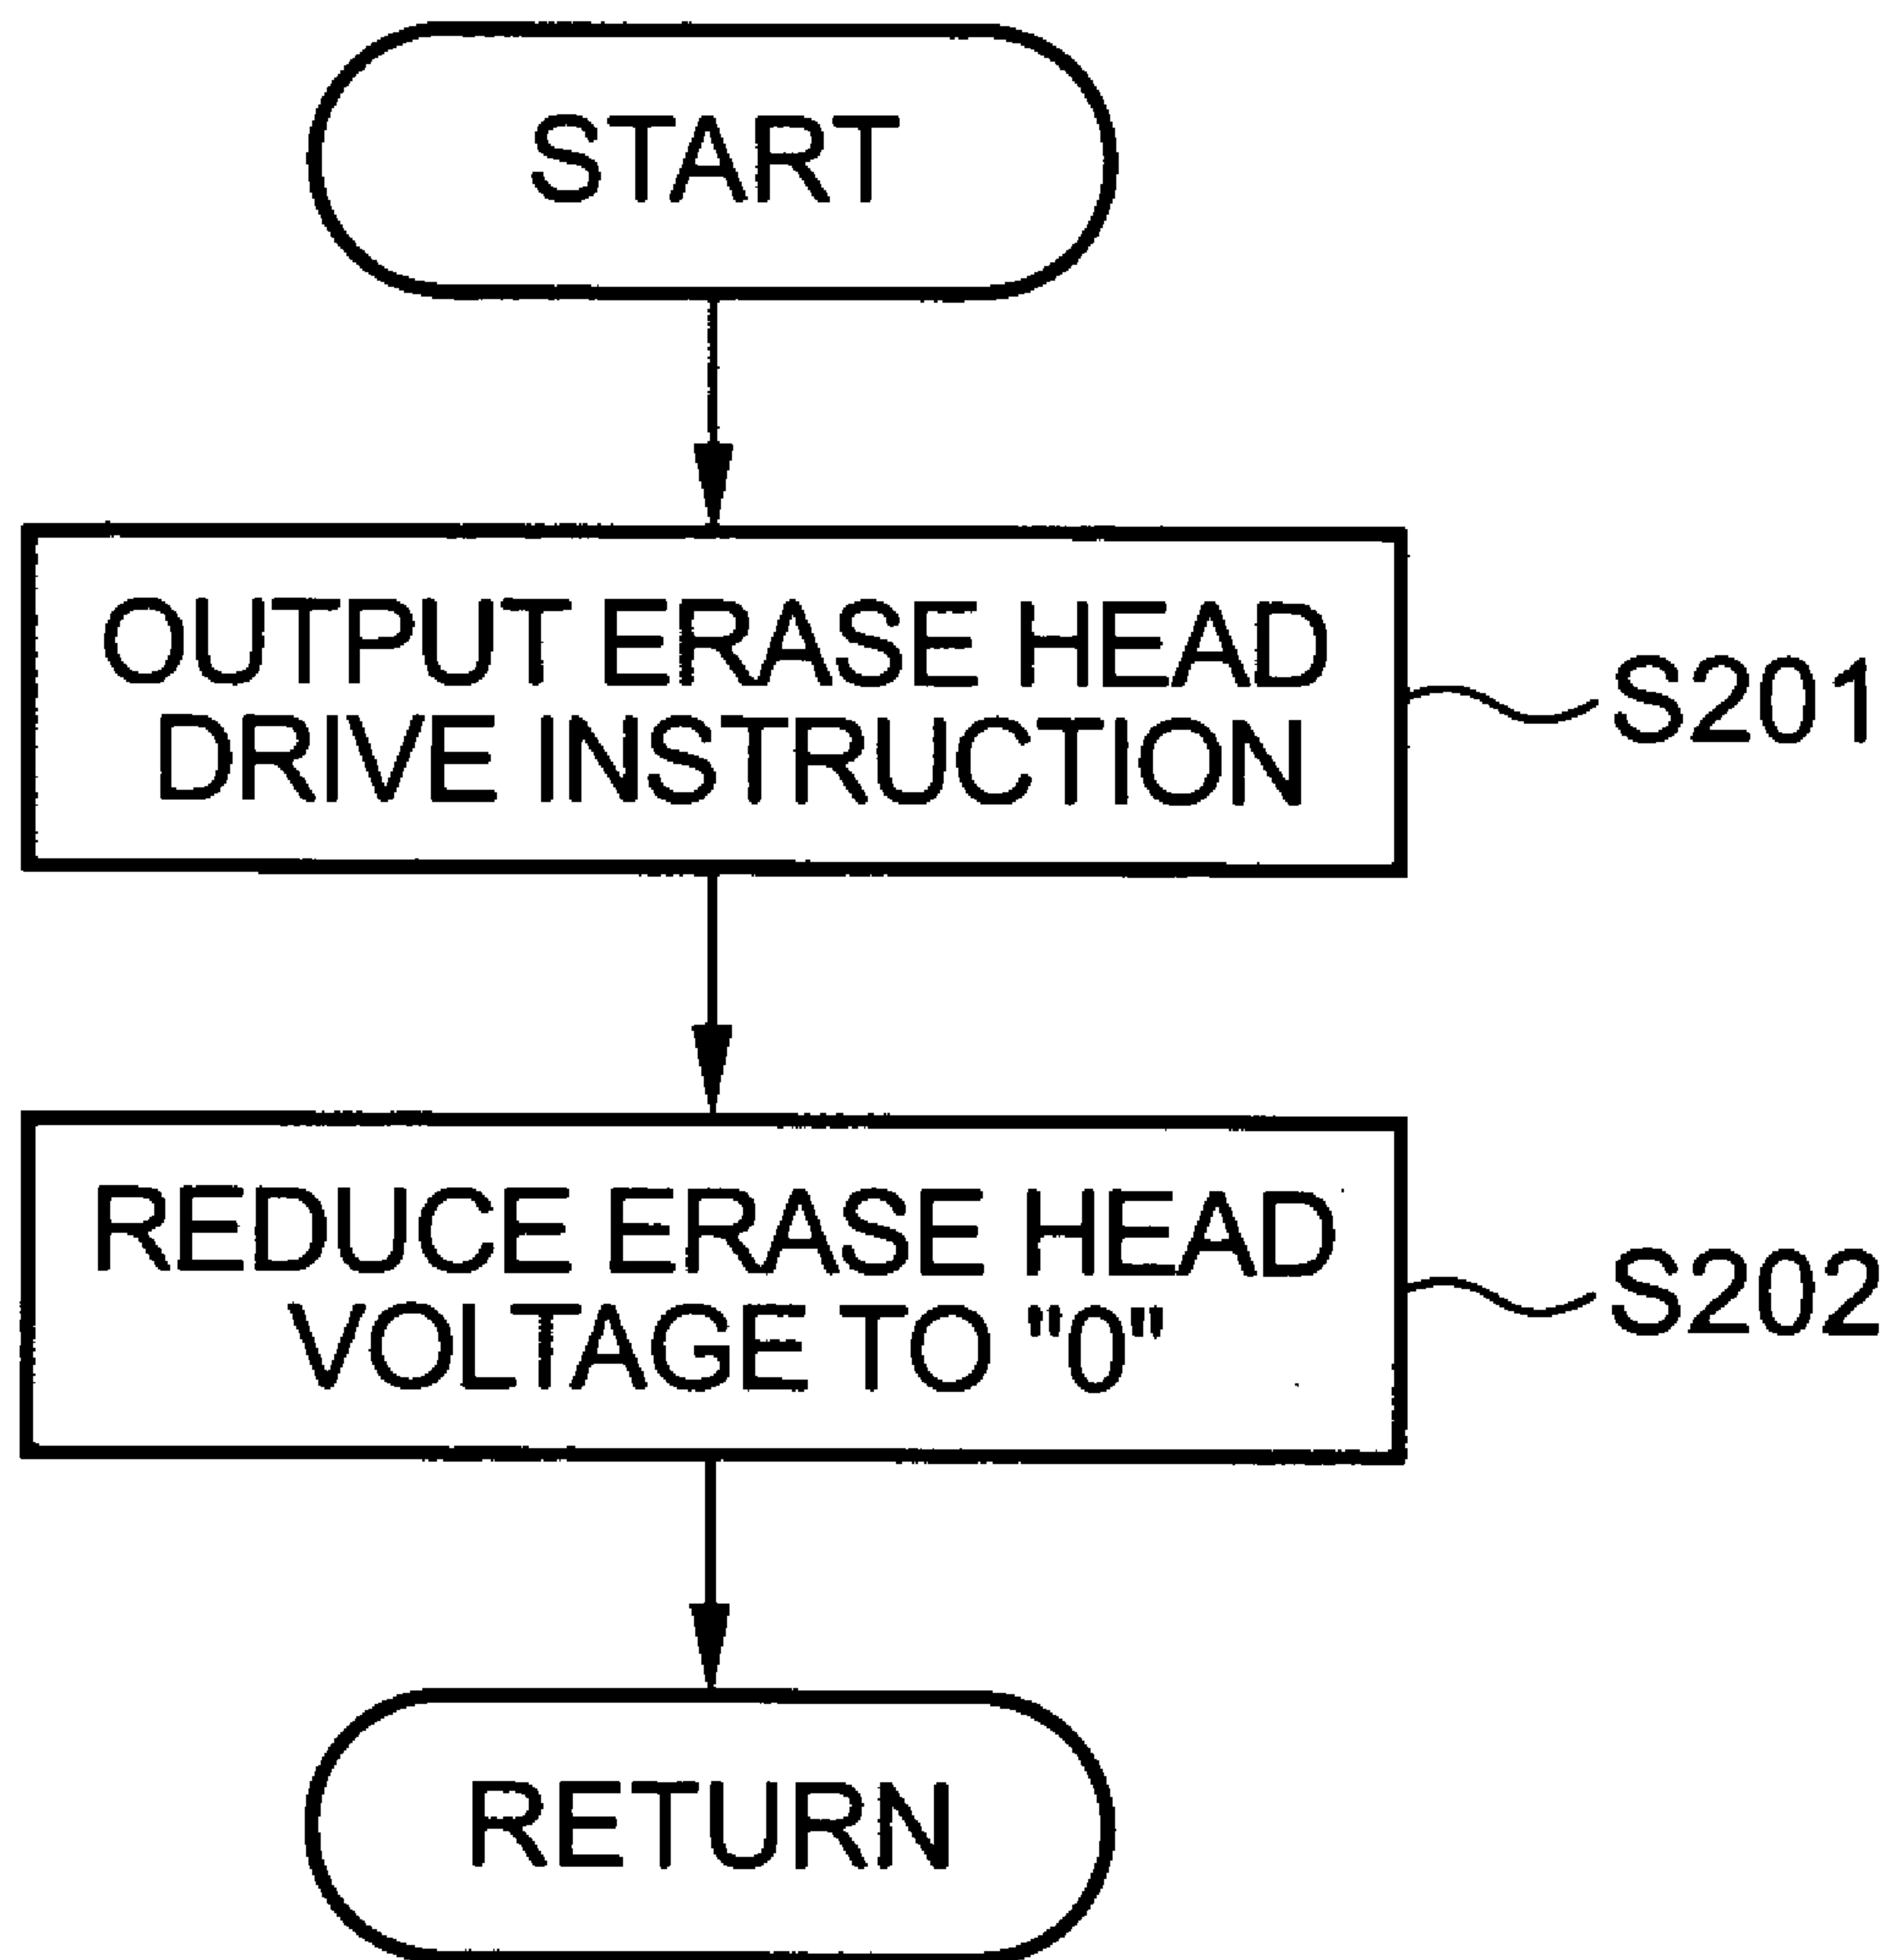 START
OUTPUT ERASE HEAD
DRIVE INSTRUCTION
S201
REDUCE ERASE HEAD
VOLTAGE TO "0"
S202
RETURN